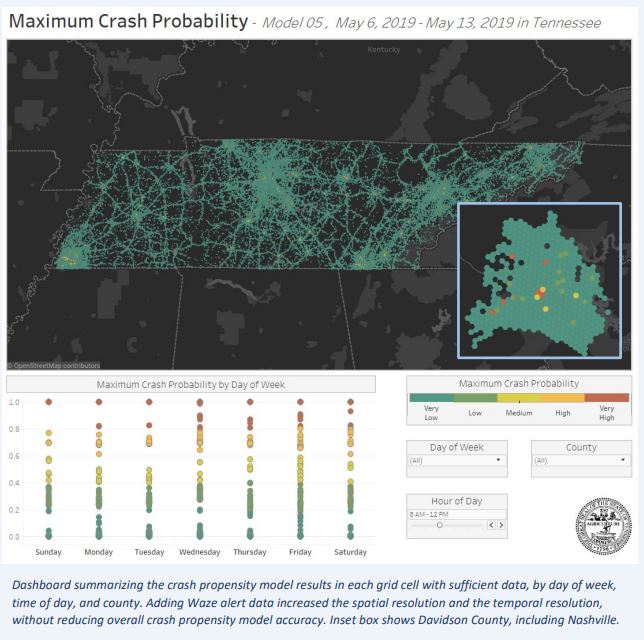 Maximum Crash Probability - Model 05 , May 6, 2019 - May 13, 2019 in Tennessee
Kentucky
© OpenStreetMap contributors
Maximum Crash Probability by Day of Week
1.0
0.8
0.6
0.4
0.2
0.0
Sunday Monday Tuesday Wednesday Thursday Friday Saturday
Maximum Crash Probability
Very Low Low Medium High Very High
Day of Week
(All)
County
(All)
Hour of Day
8 AM - 12 PM
AGRICULTURE
Dashboard summarizing the crash propensity model results in each grid cell with sufficient data, by day of week,
time of day, and county. Adding Waze alert data increased the spatial resolution and the temporal resolution,
without reducing overall crash propensity model accuracy. Inset box shows Davidson County, including Nashville.